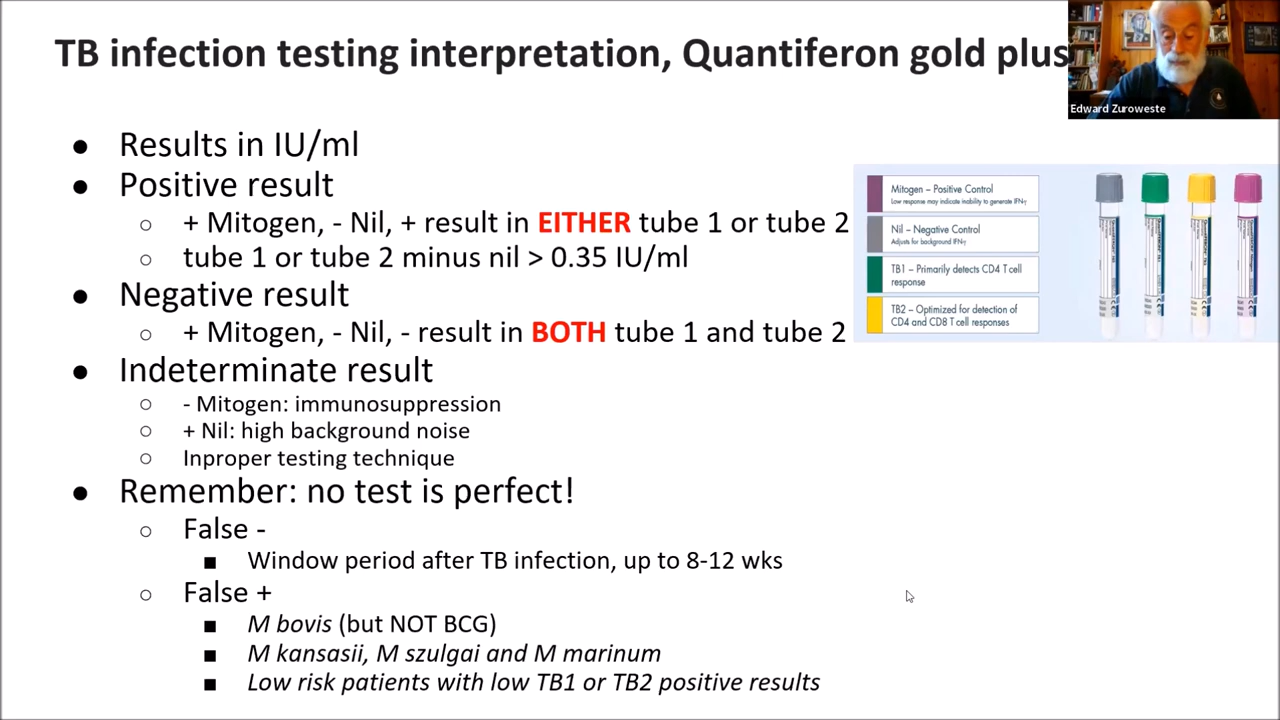 TB infection testing interpretation, Quantiferon gold plus
Edward Zuroweste
● Results in IU/ml
● Positive result
○ + Mitogen, - Nil, + result in EITHER tube 1 or tube 2
○ tube 1 or tube 2 minus nil > 0.35 IU/ml
● Negative result
○ + Mitogen, - Nil, - result in BOTH tube 1 and tube 2
● Indeterminate result
○ - Mitogen: immunosuppression
○ + Nil: high background noise
○ Inproper testing technique
● Remember: no test is perfect!
○ False -
■ Window period after TB infection, up to 8-12 wks
○ False +
■ M bovis (but NOT BCG)
■ M kansasii, M szulgai and M marinum
■ Low risk patients with low TB1 or TB2 positive results
Mitogen – Positive Control
Low response may indicate inability to generate IFNγ
Nil – Negative Control
Adjusts for background IFNγ
TB1 – Primarily detects CD4 T cell
response
TB2 – Optimized for detection of
CD4 and CD8 T cell responses